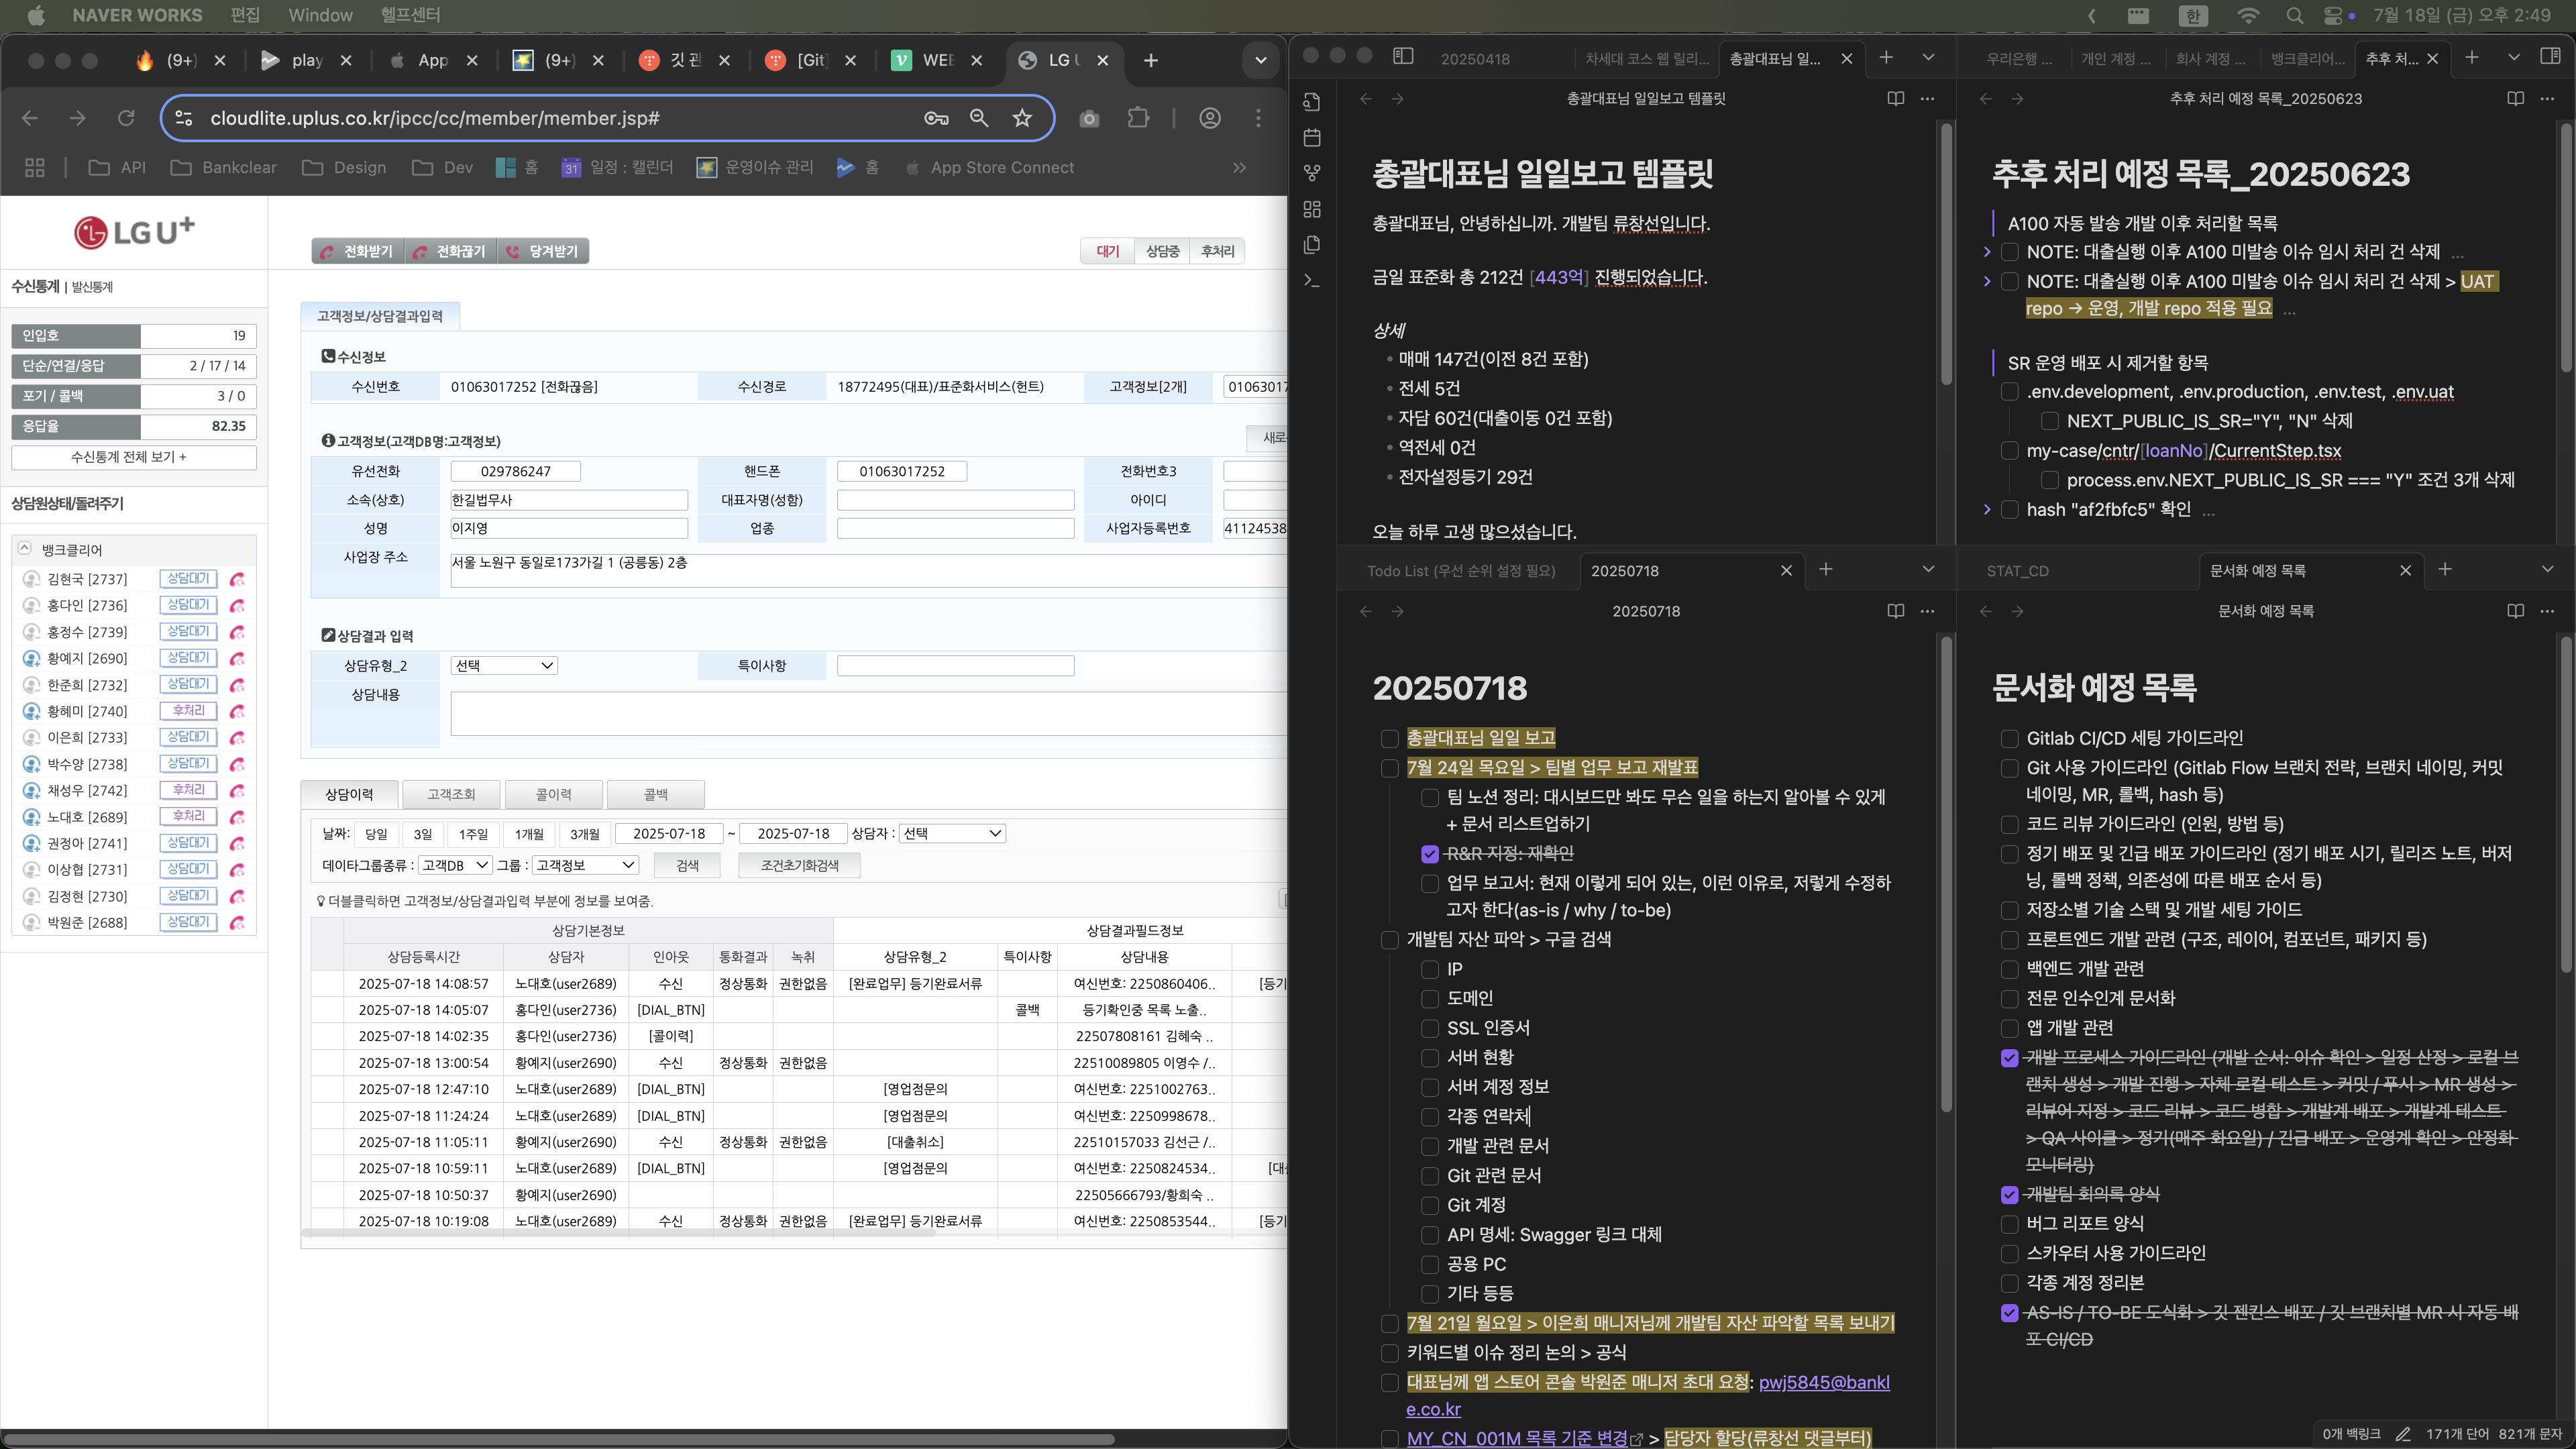 NAVER WORKS 편집 Window 헬프센터
한 7월 18일 (금) 오후 2:49
(9+) play App (9+) 깃 관 [Git] WEE LG U
cloudlite.uplus.co.kr/ipcc/cc/member/member.jsp#
API Bankclear Design Dev 홈 31 일정 : 캘린더 운영이슈 관리 홈 App Store Connect
LG U+
수신통계 | 발신통계
인입호 19
단순/연결/응답 2 / 17 / 14
포기 / 콜백 3 / 0
응답율 82.35
수신통계 전체 보기 +
상담원상태/돌려주기
뱅크클리어
김현국 [2737] 상담대기
홍다인 [2736] 상담대기
홍정수 [2739] 상담대기
황예지 [2690] 상담대기
한준희 [2732] 상담대기
황혜미 [2740] 후처리
이은희 [2733] 상담대기
박수양 [2738] 상담대기
채성우 [2742] 후처리
노대호 [2689] 후처리
권정아 [2741] 상담대기
이상협 [2731] 상담대기
김정현 [2730] 상담대기
박원준 [2688] 상담대기
전화받기 전화끊기 당겨받기
대기 상담중 후처리
고객정보/상담결과입력
수신정보
수신번호 01063017252 [전화끊음] 수신경로 18772495(대표)/표준화서비스(헌트) 고객정보[2개] 01063017
고객정보(고객DB명:고객정보) 새로
유선전화 029786247 핸드폰 01063017252 전화번호3
소속(상호) 한길법무사 대표자명(성함) 아이디
성명 이지영 업종 사업자등록번호 41124538
사업장 주소 서울 노원구 동일로173가길 1 (공릉동) 2층
상담결과 입력
상담유형_2 선택 특이사항
상담내용
상담이력 고객조회 콜이력 콜백
날짜: 당일 3일 1주일 1개월 3개월 2025-07-18 ~ 2025-07-18 상담자 : 선택
데이타그룹종류 : 고객DB 그룹 : 고객정보 검색 조건초기화검색
더블클릭하면 고객정보/상담결과입력 부분에 정보를 보여줌.
상담기본정보 상담결과필드정보
상담등록시간 상담자 인아웃 통화결과 녹취 상담유형_2 특이사항 상담내용
2025-07-18 14:08:57 노대호(user2689) 수신 정상통화 권한없음 [완료업무] 등기완료서류 여신번호: 2250860406.. [등기
2025-07-18 14:05:07 홍다인(user2736) [DIAL_BTN] 콜백 등기확인중 목록 노출..
2025-07-18 14:02:35 홍다인(user2736) [콜이력] 22507808161 김혜숙 ..
2025-07-18 13:00:54 황예지(user2690) 수신 정상통화 권한없음 22510089805 이영수 /..
2025-07-18 12:47:10 노대호(user2689) [DIAL_BTN] [영업점문의 여신번호: 2251002763..
2025-07-18 11:24:24 노대호(user2689) [DIAL_BTN] [영업점문의 여신번호: 2250998678..
2025-07-18 11:05:11 황예지(user2690) 수신 정상통화 권한없음 [대출취소] 22510157033 김선근 /..
2025-07-18 10:59:11 노대호(user2689) [DIAL_BTN] [영업점문의 여신번호: 2250824534.. [대출
2025-07-18 10:50:37 황예지(user2690) 22505666793/황희숙 ..
2025-07-18 10:19:08 노대호(user2689) 수신 정상통화 권한없음 [완료업무] 등기완료서류 여신번호: 2250853544.. [등기
20250418 차세대 코스 웹 릴리... 총괄대표님 일...
총괄대표님 일일보고 템플릿
총괄대표님 일일보고 템플릿
총괄대표님, 안녕하십니까. 개발팀 류창선입니다.
금일 표준화 총 212건 [443억] 진행되었습니다.
상세
매매 147건(이전 8건 포함)
전세 5건
자담 60건(대출이동 0건 포함)
역전세 0건
전자설정등기 29건
오늘 하루 고생 많으셨습니다.
우리은행 ... 개인 계정 ... 회사 계정 ... 뱅크클리어... 추후 처...
추후 처리 예정 목록_20250623
추후 처리 예정 목록_20250623
A100 자동 발송 개발 이후 처리할 목록
NOTE: 대출실행 이후 A100 미발송 이슈 임시 처리 건 삭제 ...
NOTE: 대출실행 이후 A100 미발송 이슈 임시 처리 건 삭제 > UAT
repo → 운영, 개발 repo 적용 필요 ...
SR 운영 배포 시 제거할 항목
.env.development, .env.production, .env.test, .env.uat
NEXT_PUBLIC_IS_SR="Y", "N" 삭제
my-case/cntr/[loanNo]/CurrentStep.tsx
process.env.NEXT_PUBLIC_IS_SR === "Y" 조건 3개 삭제
hash "af2fbfc5" 확인 ...
Todo List (우선 순위 설정 필요) 20250718
20250718
20250718
총괄대표님 일일 보고
7월 24일 목요일 > 팀별 업무 보고 재발표
팀 노션 정리: 대시보드만 봐도 무슨 일을 하는지 알아볼 수 있게
+ 문서 리스트업하기
R&R 지정: 재확인
업무 보고서: 현재 이렇게 되어 있는, 이런 이유로, 저렇게 수정하
고자 한다(as-is / why / to-be)
개발팀 자산 파악 > 구글 검색
IP
도메인
SSL 인증서
서버 현황
서버 계정 정보
각종 연락처
개발 관련 문서
Git 관련 문서
Git 계정
API 명세: Swagger 링크 대체
공용 PC
기타 등등
7월 21일 월요일 > 이은희 매니저님께 개발팀 자산 파악할 목록 보내기
키워드별 이슈 정리 논의 > 공식
대표님께 앱 스토어 콘솔 박원준 매니저 초대 요청: pwj5845@bankl
e.co.kr
MY_CN_001M 목록 기준 변경 > 담당자 할당(류창선 댓글부터)
STAT_CD 문서화 예정 목록
문서화 예정 목록
문서화 예정 목록
Gitlab CI/CD 세팅 가이드라인
Git 사용 가이드라인 (Gitlab Flow 브랜치 전략, 브랜치 네이밍, 커밋
네이밍, MR, 롤백, hash 등)
코드 리뷰 가이드라인 (인원, 방법 등)
정기 배포 및 긴급 배포 가이드라인 (정기 배포 시기, 릴리즈 노트, 버저
닝, 롤백 정책, 의존성에 따른 배포 순서 등)
저장소별 기술 스택 및 개발 세팅 가이드
프론트엔드 개발 관련 (구조, 레이어, 컴포넌트, 패키지 등)
백엔드 개발 관련
전문 인수인계 문서화
앱 개발 관련
개발 프로세스 가이드라인 (개발 순서: 이슈 확인 > 일정 산정 > 로컬 브
랜치 생성 > 개발 진행 > 자체 로컬 테스트 > 커밋 / 푸시 > MR 생성 >
리뷰어 지정 > 코드 리뷰 > 코드 병합 > 개발계 배포 > 개발계 테스트
> QA 사이클 > 정기(매주 화요일) / 긴급 배포 > 운영계 확인 > 안정화
모니터링)
개발팀 회의록 양식
버그 리포트 양식
스카우터 사용 가이드라인
각종 계정 정리본
AS-IS / TO-BE 도식화 > 깃 젠킨스 배포 / 깃 브랜치별 MR 시 자동 배
포 CI/CD
0개 백링크 171개 단어 821개 문자